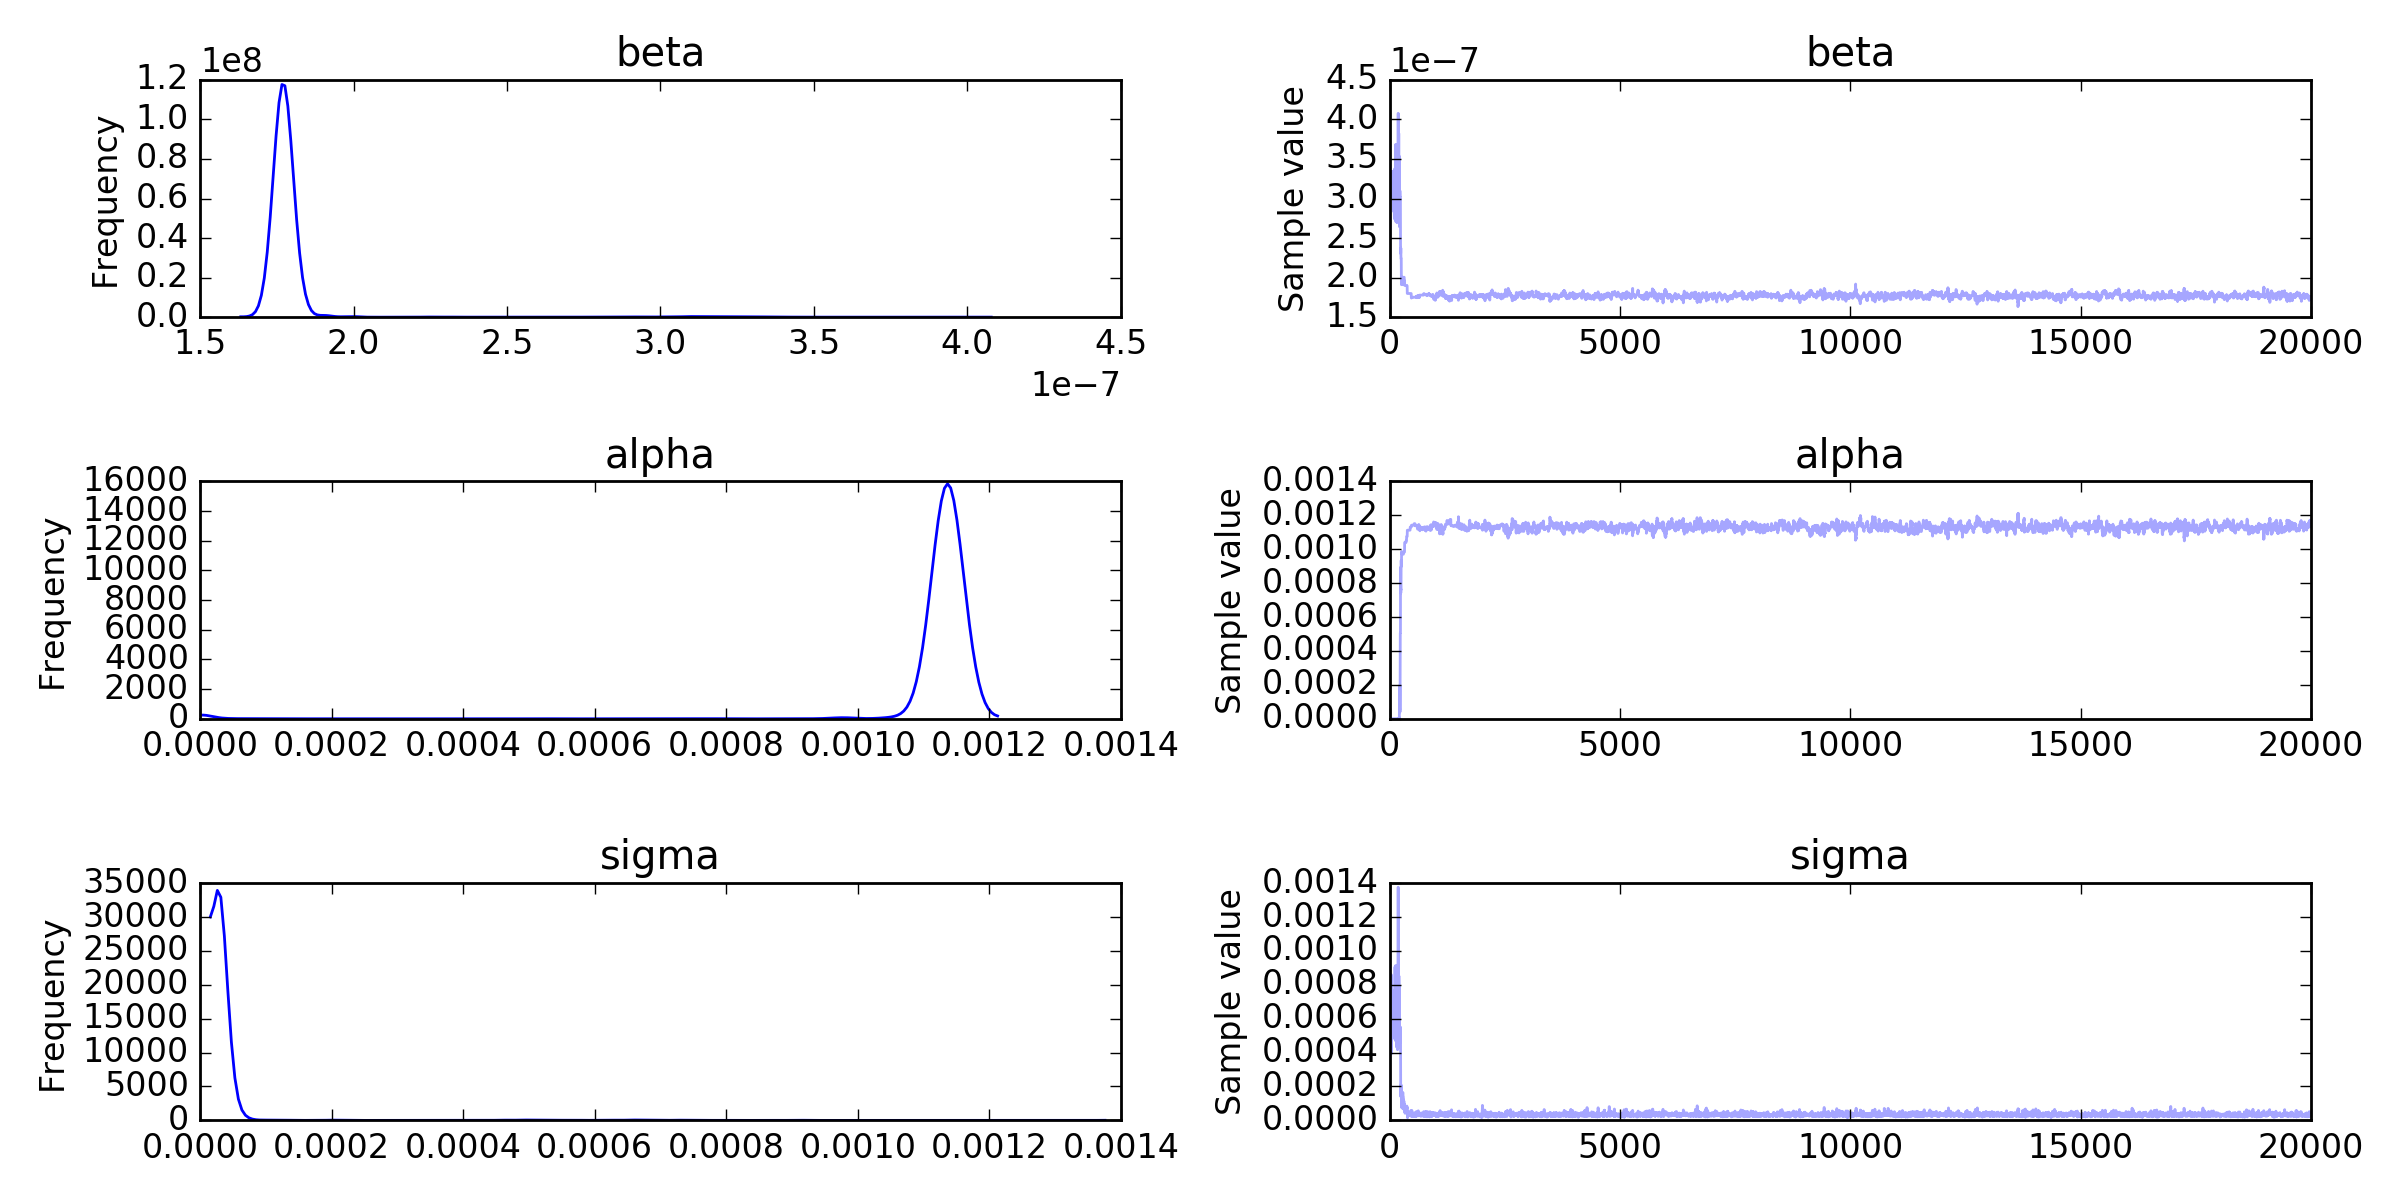 beta
1e8
Frequency
1.2
1.0
0.8
0.6
0.4
0.2
0.0
1.5 2.0 2.5 3.0 3.5 4.0 4.5
1e−7
beta
1e−7
Sample value
4.5
4.0
3.5
3.0
2.5
2.0
1.5
0 5000 10000 15000 20000
alpha
Frequency
16000
14000
12000
10000
8000
6000
4000
2000
0
0.0000 0.0002 0.0004 0.0006 0.0008 0.0010 0.0012 0.0014
alpha
Sample value
0.0014
0.0012
0.0010
0.0008
0.0006
0.0004
0.0002
0.0000
0 5000 10000 15000 20000
sigma
Frequency
35000
30000
25000
20000
15000
10000
5000
0
0.0000 0.0002 0.0004 0.0006 0.0008 0.0010 0.0012 0.0014
sigma
Sample value
0.0014
0.0012
0.0010
0.0008
0.0006
0.0004
0.0002
0.0000
0 5000 10000 15000 20000